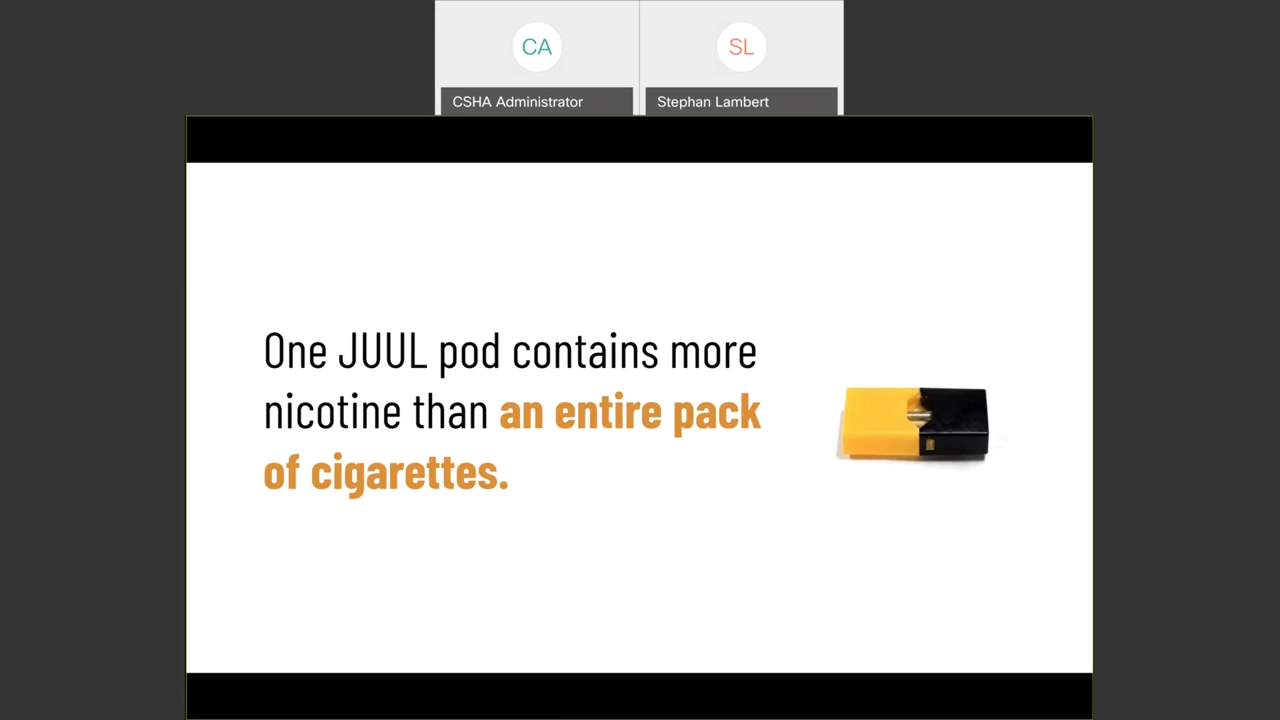 CA
SL
CSHA Administrator
Stephan Lambert
One JUUL pod contains more
nicotine than an entire pack
of cigarettes.